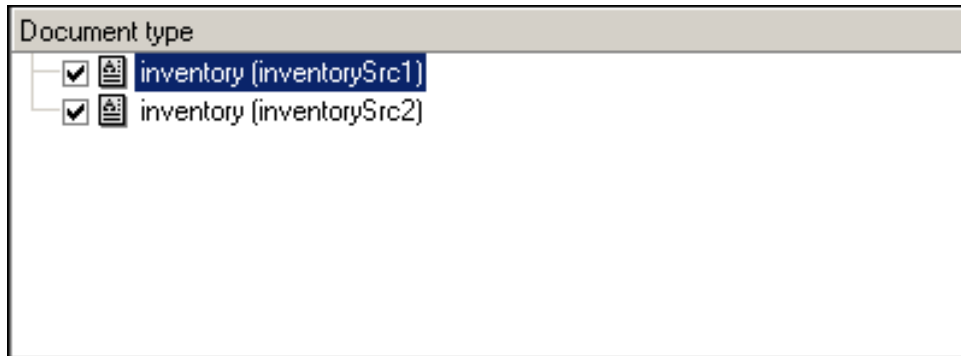 Document type
inventory (inventorySrc1)
inventory (inventorySrc2)